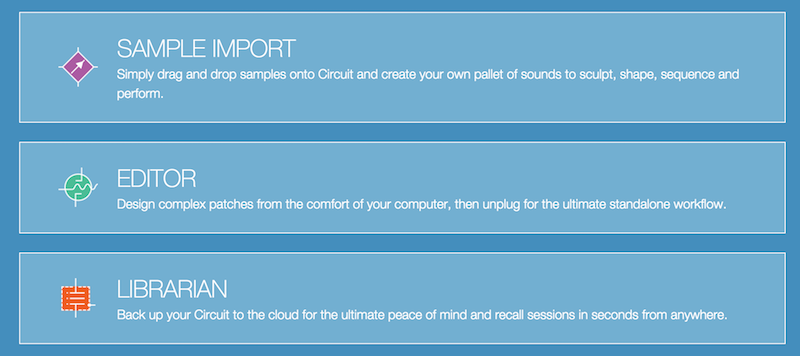 SAMPLE IMPORT
Simply drag and drop samples onto Circuit and create your own pallet of sounds to sculpt, shape, sequence and
perform.
EDITOR
Design complex patches from the comfort of your computer, then unplug for the ultimate standalone workflow.
LIBRARIAN
Back up your Circuit to the cloud for the ultimate peace of mind and recall sessions in seconds from anywhere.